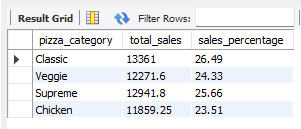 Result Grid Filter Rows:
pizza_category total_sales sales_percentage
Classic 13361 26.49
Veggie 12271.6 24.33
Supreme 12941.8 25.66
Chicken 11859.25 23.51